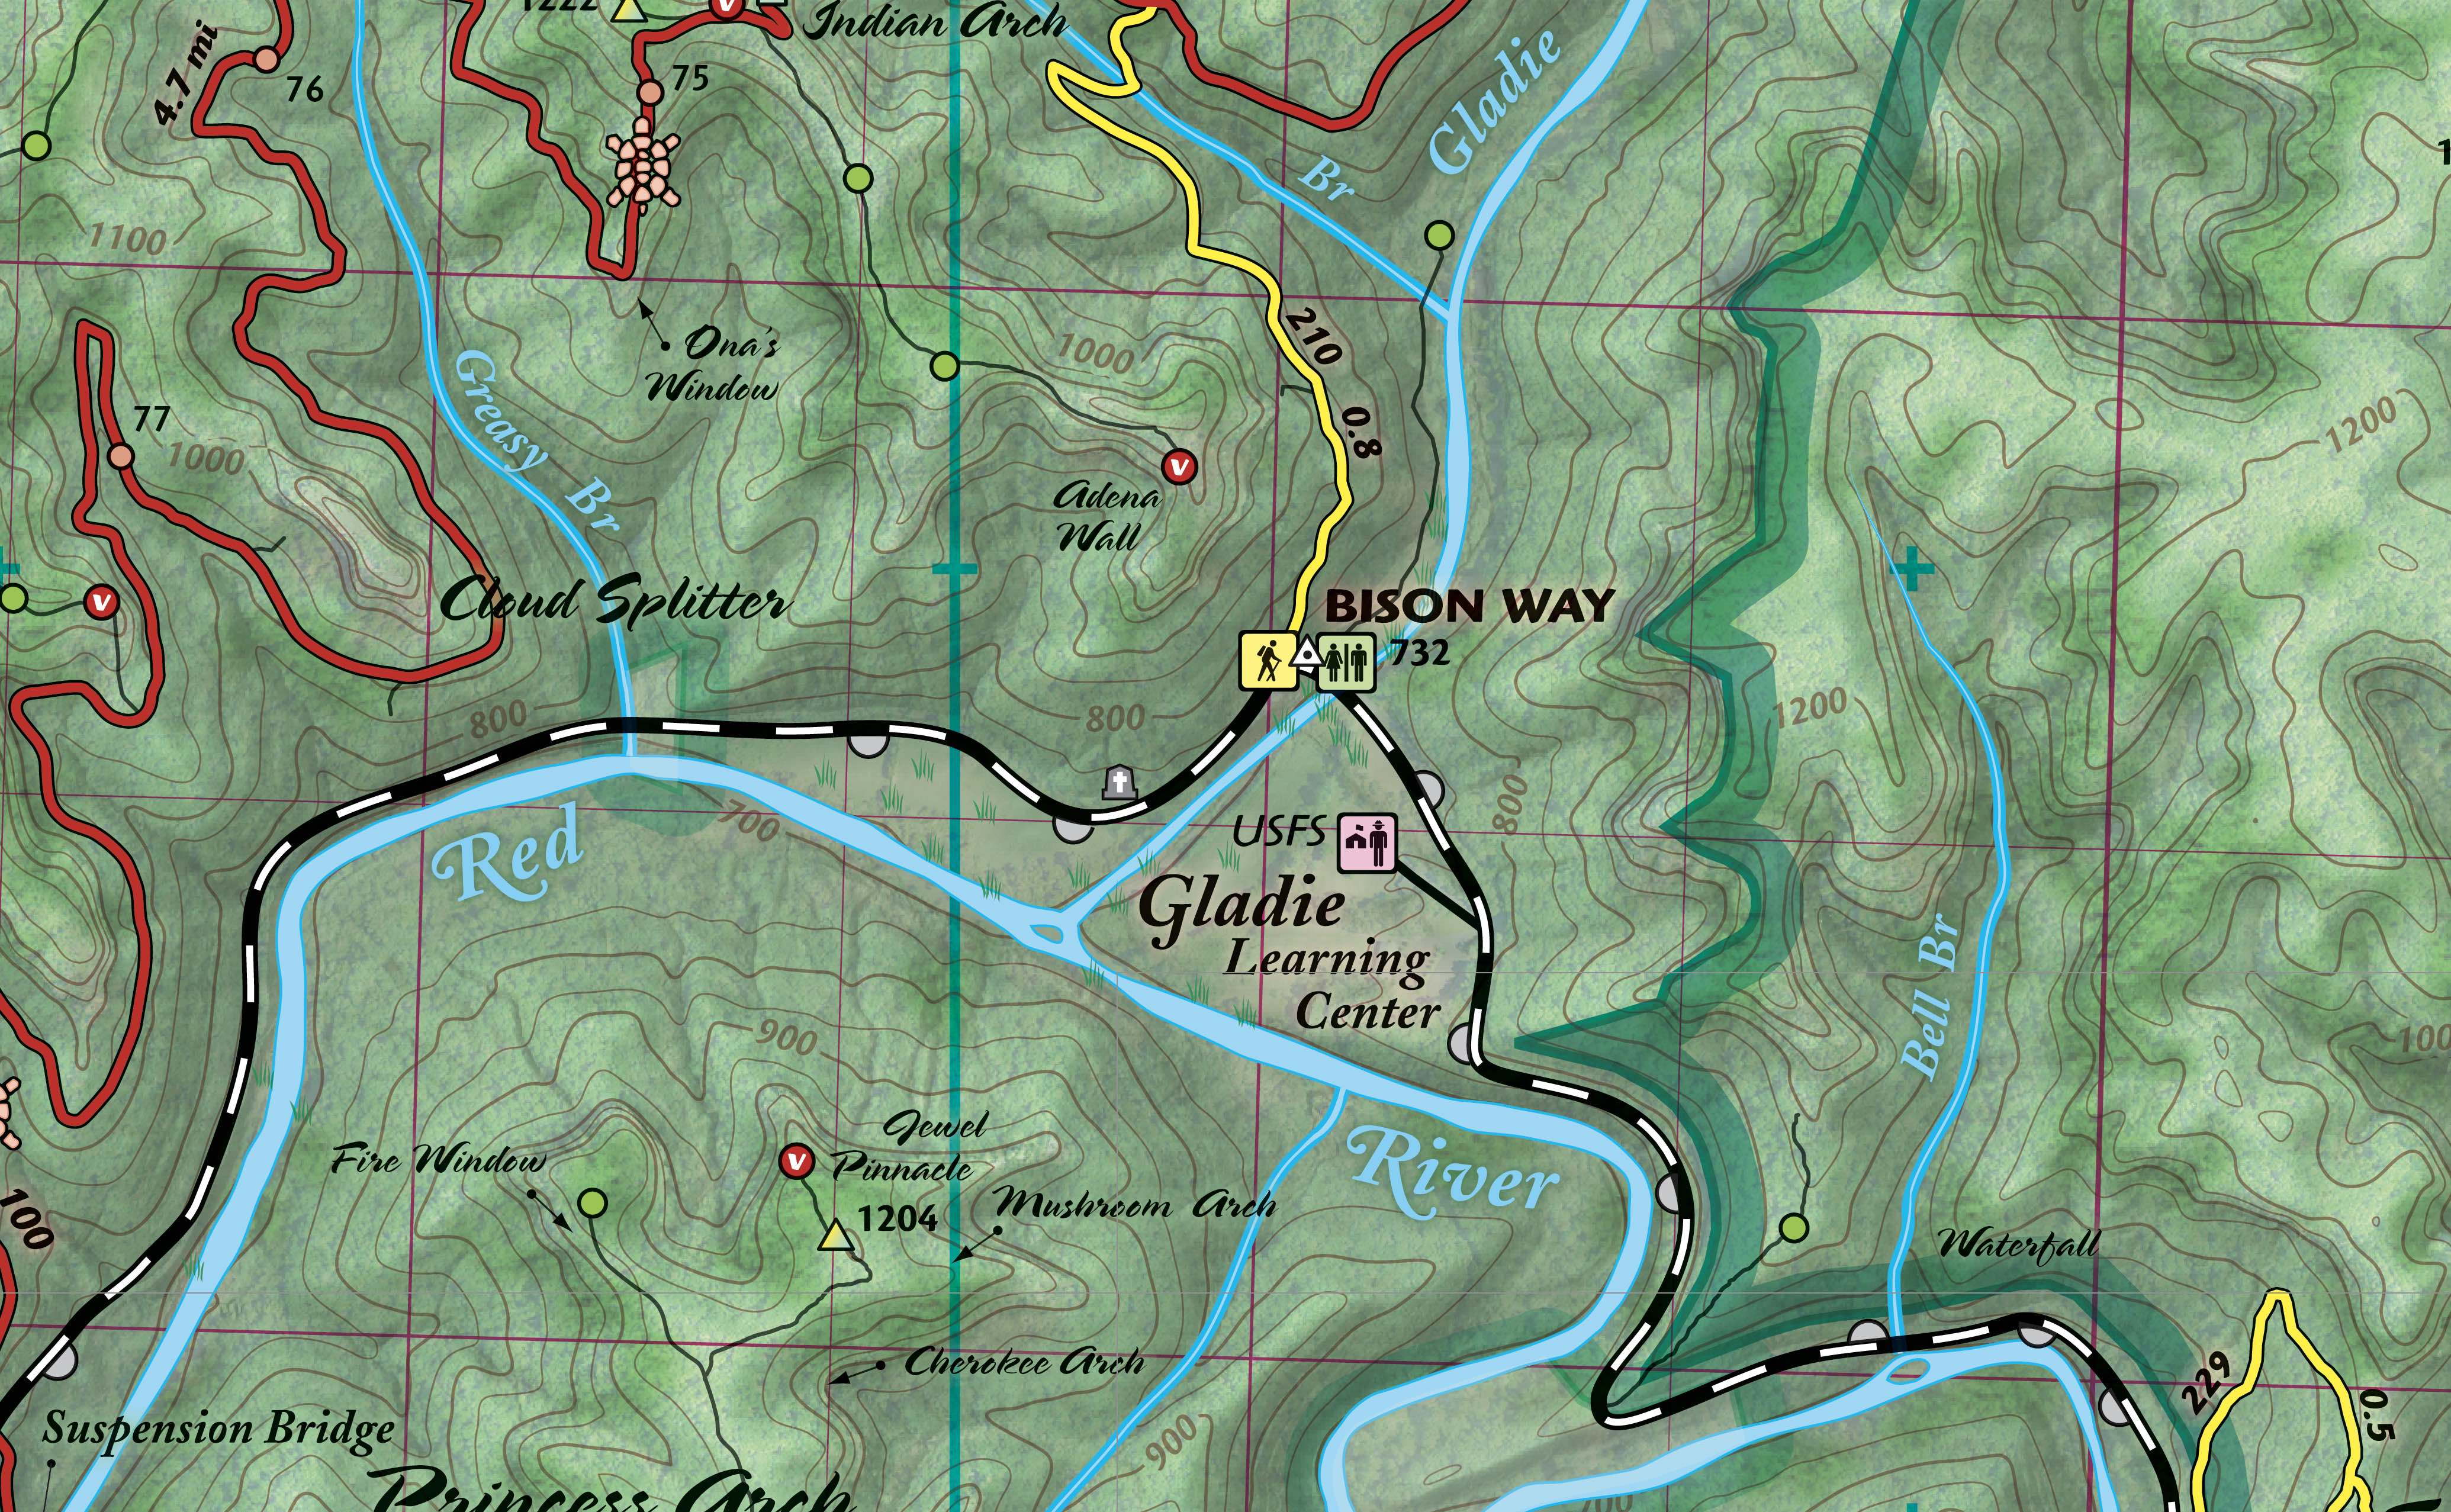 1222
Indian Arch
4.7 mi
76
75
Gladie
Br
1100
Ona's
Window
210
1000
0.8
77
1000
Greasy
Br
1200
V
Adena
Wall
V
Cloud Splitter
BISON WAY
732
800
800
1200
700
800
Red
USFS
Gladie
Learning
Center
Bell Br
900
100
Fire Window
V
Jewel
Pinnacle
1204
Mushroom Arch
River
Waterfall
Cherokee Arch
229
0.5
Suspension Bridge
900
Princess Arch
700